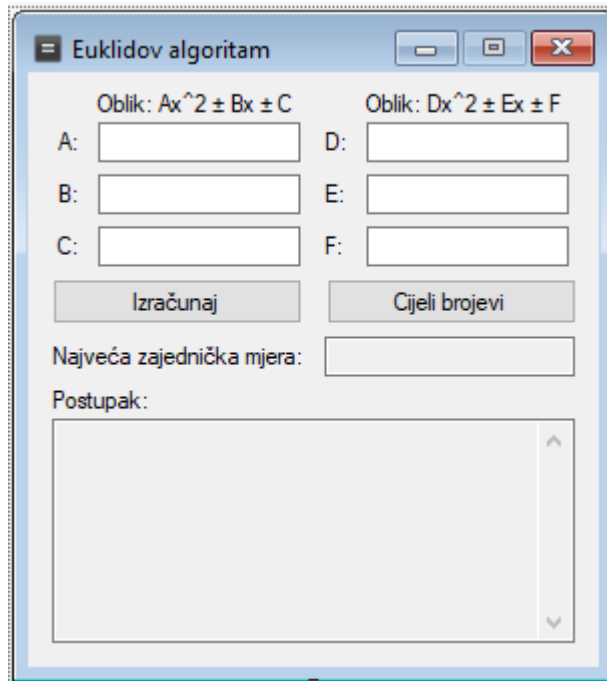 Euklidov algoritam
Oblik: Ax^2 ± Bx ± C Oblik: Dx^2 ± Ex ± F
A: D:
B: E:
C: F:
Izračunaj Cijeli brojevi
Najveća zajednička mjera:
Postupak: